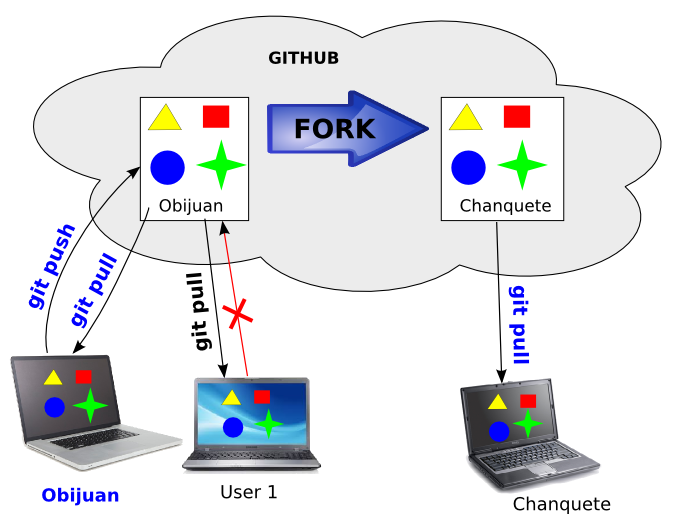 GITHUB
FORK
Obijuan
Chanquete
git push
git pull
git pull
git pull
Obijuan
User 1
Chanquete